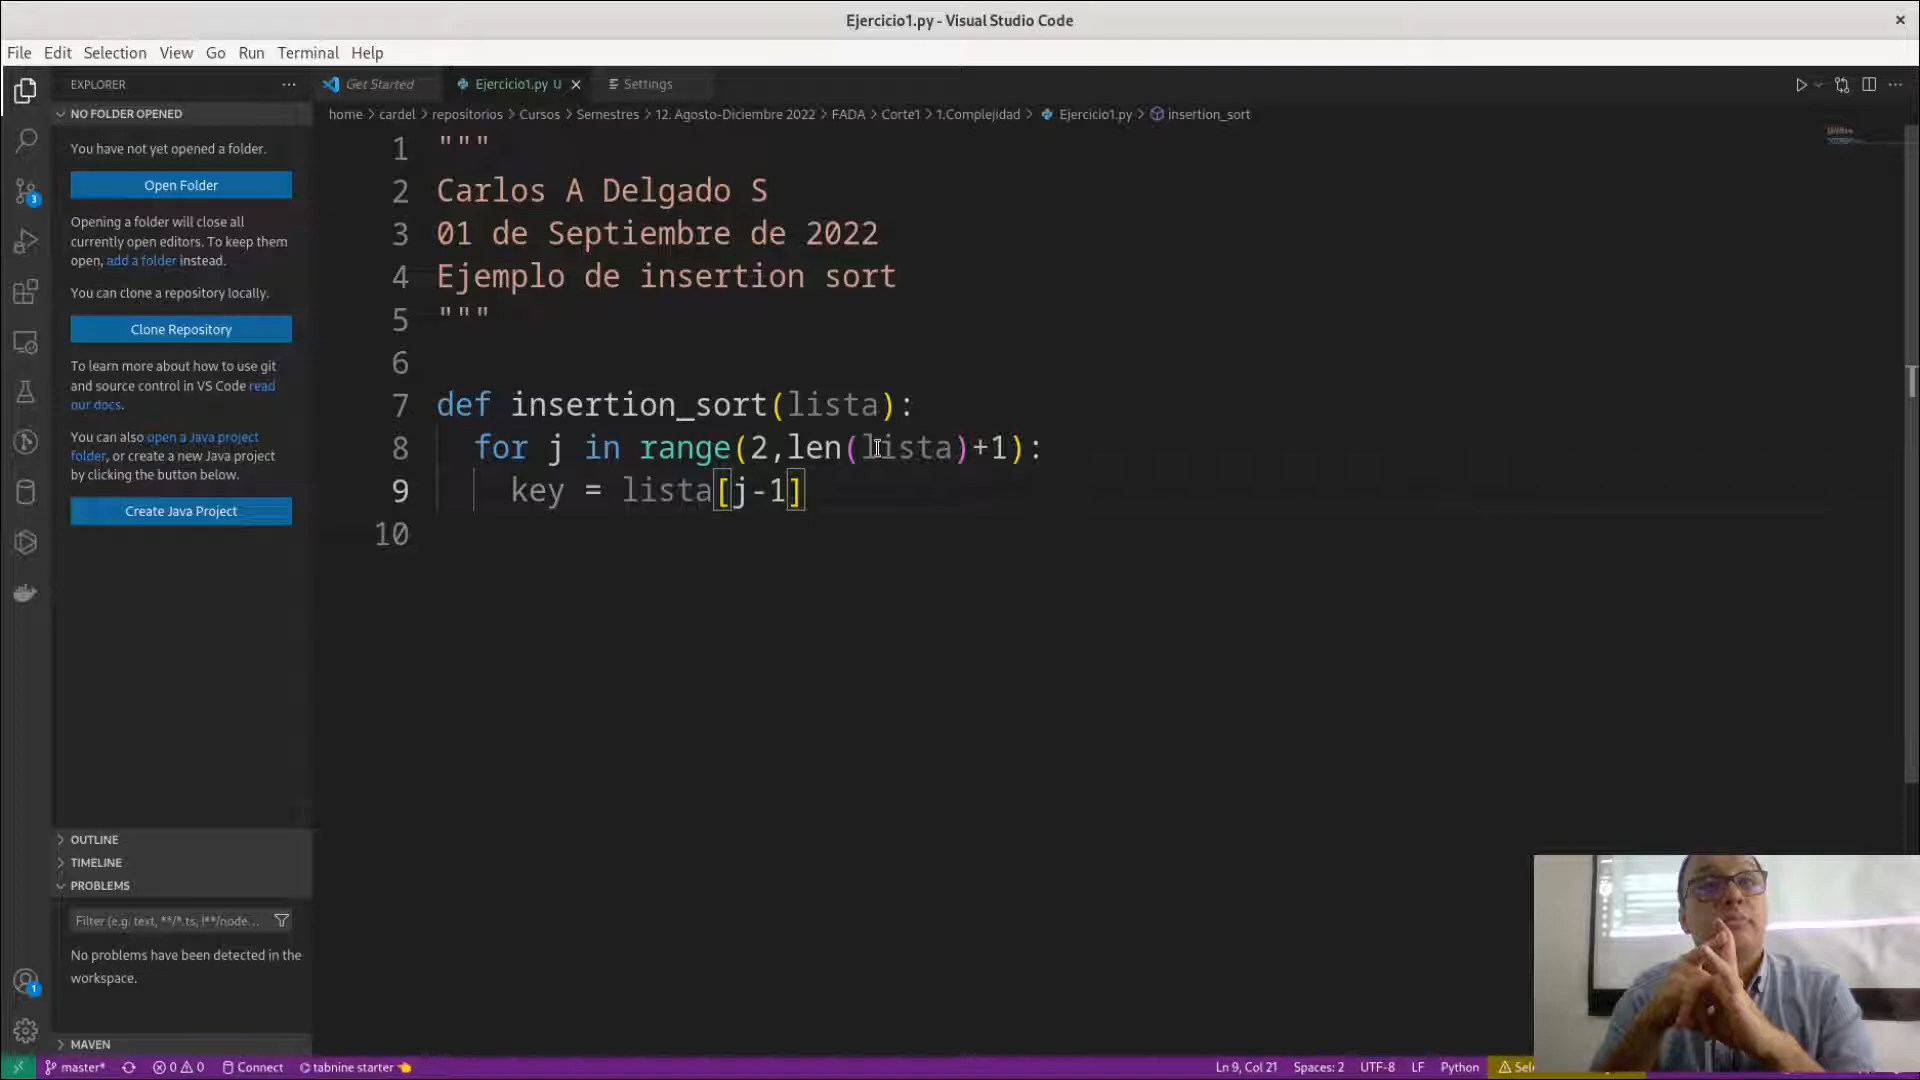 Ejercicio1.py - Visual Studio Code
File Edit Selection View Go Run Terminal Help
EXPLORER
Get Started
Ejercicio1.py U
Settings
NO FOLDER OPENED
home > cardel > repositorios > Cursos > Semestres > 12. Agosto-Diciembre 2022 > FADA > Corte1 > 1.Complejidad > Ejercicio1.py > insertion_sort
You have not yet opened a folder.
Open Folder
Opening a folder will close all
currently open editors. To keep them
open, add a folder instead.
You can clone a repository locally.
Clone Repository
To learn more about how to use git
and source control in VS Code read
our docs.
You can also open a Java project
folder, or create a new Java project
by clicking the button below.
Create Java Project
1 """
2 Carlos A Delgado S
3 01 de Septiembre de 2022
4 Ejemplo de insertion sort
5 """
6
7 def insertion_sort(lista):
8 for j in range(2,len(lista)+1):
9 key = lista[j-1]
10
3
OUTLINE
TIMELINE
PROBLEMS
Filter (e.g. text, **/*.ts, !**/node...
No problems have been detected in the
workspace.
1
MAVEN
master* 0 0 Connect tabnine starter
Ln 9, Col 21 Spaces: 2 UTF-8 LF Python